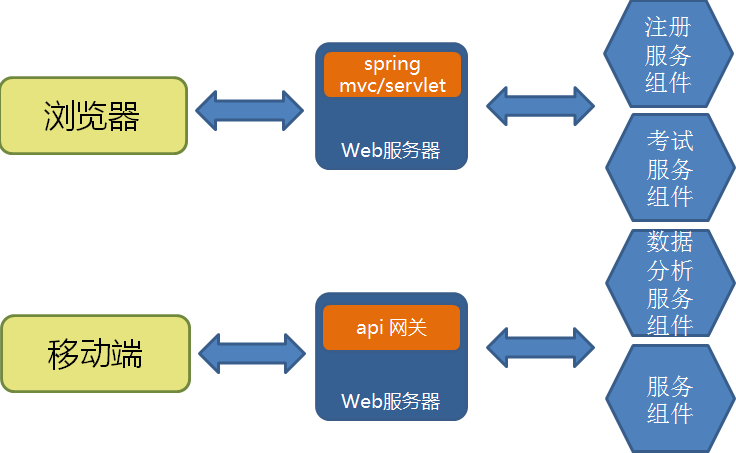 浏览器
spring
mvc/servlet
Web服务器
注册
服务
组件
考试
服务
组件
移动端
api 网关
Web服务器
数据
分析
服务
组件
服务
组件